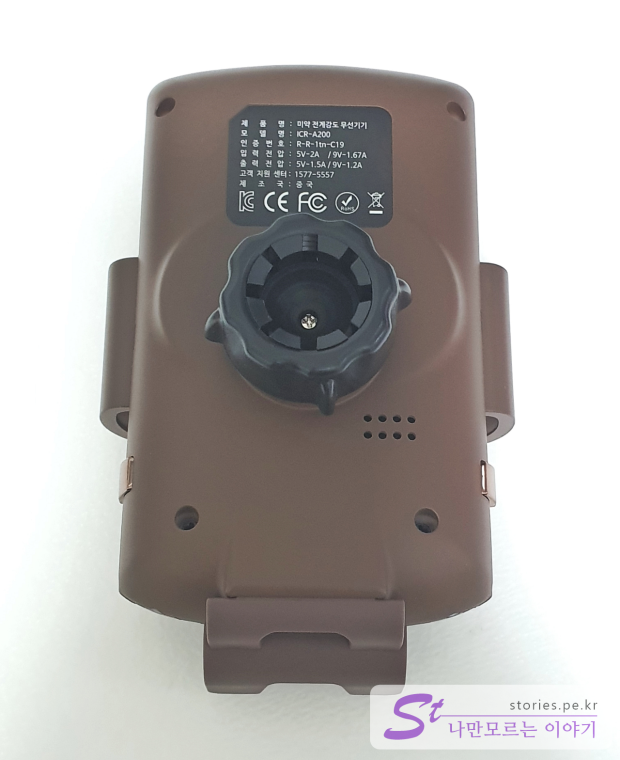 제 품 명 : 미약 전계강도 무선기기
모 델 명 : ICR-A200
인 증 번 호 : R-R-1tn-C19
입 력 전 압 : 5V-2A / 9V-1.67A
출 력 전 압 : 5V-1.5A / 9V-1.2A
고객 지원 센터 : 1577-5557
제 조 국 : 중 국
CE FC RoHS
St stories.pe.kr
나만모르는 이야기